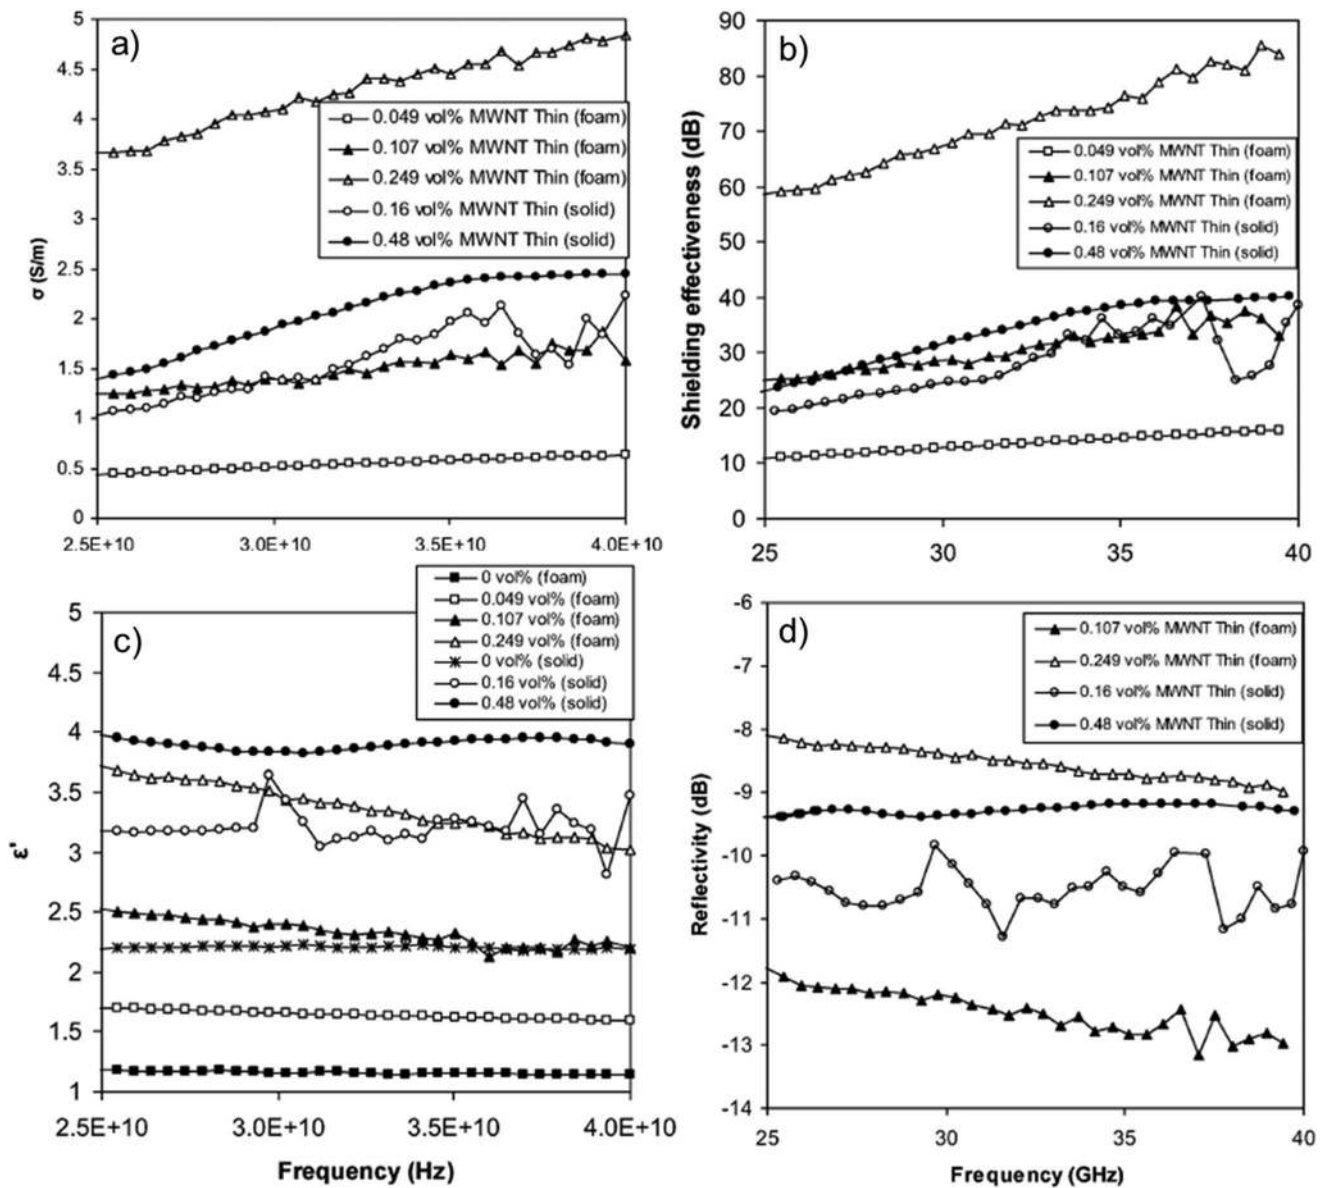 a)
5
4.5
4
3.5
3
2.5
2
1.5
1
0.5
0
σ (S/m)
0.049 vol% MWNT Thin (foam)
0.107 vol% MWNT Thin (foam)
0.249 vol% MWNT Thin (foam)
0.16 vol% MWNT Thin (solid)
0.48 vol% MWNT Thin (solid)
2.5E+10 3.0E+10 3.5E+10 4.0E+10
b)
90
80
70
60
50
40
30
20
10
0
Shielding effectiveness (dB)
0.049 vol% MWNT Thin (foam)
0.107 vol% MWNT Thin (foam)
0.249 vol% MWNT Thin (foam)
0.16 vol% MWNT Thin (solid)
0.48 vol% MWNT Thin (solid)
25 30 35 40
c)
5
4.5
4
3.5
3
2.5
2
1.5
1
ε'
0 vol% (foam)
0.049 vol% (foam)
0.107 vol% (foam)
0.249 vol% (foam)
0 vol% (solid)
0.16 vol% (solid)
0.48 vol% (solid)
2.5E+10 3.0E+10 3.5E+10 4.0E+10
Frequency (Hz)
d)
-6
-7
-8
-9
-10
-11
-12
-13
-14
Reflectivity (dB)
0.107 vol% MWNT Thin (foam)
0.249 vol% MWNT Thin (foam)
0.16 vol% MWNT Thin (solid)
0.48 vol% MWNT Thin (solid)
25 30 35 40
Frequency (GHz)